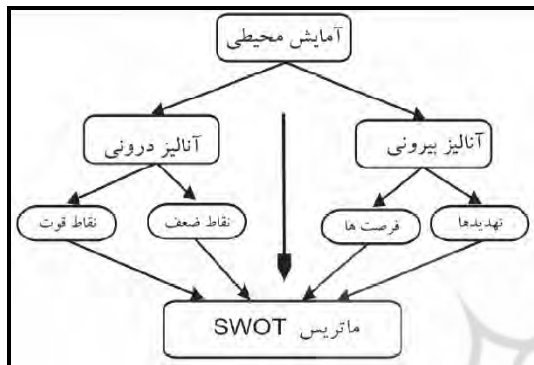 آمایش محیطی
آنالیز بیرونی
آنالیز درونی
تهدیدها
فرصت ها
نقاط ضعف
نقاط قوت
ماتریس SWOT